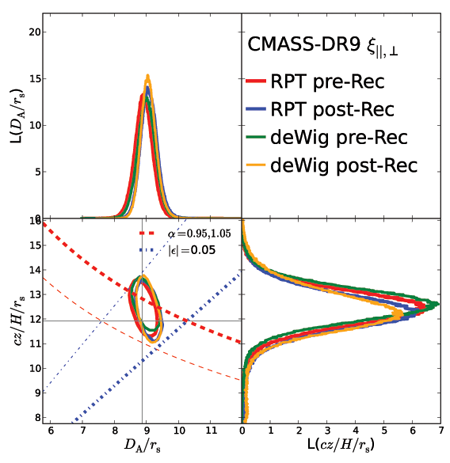 CMASS-DR9 ξ||,⊥
RPT pre-Rec
RPT post-Rec
deWig pre-Rec
deWig post-Rec
L(D_A/r_s)
20
15
10
5
0
α=0.95,1.05
|ϵ|=0.05
cz/H/r_s
15
14
13
12
11
10
9
8
6 7 8 9 10 11
D_A/r_s
0 1 2 3 4 5 6 7
L(cz/H/r_s)